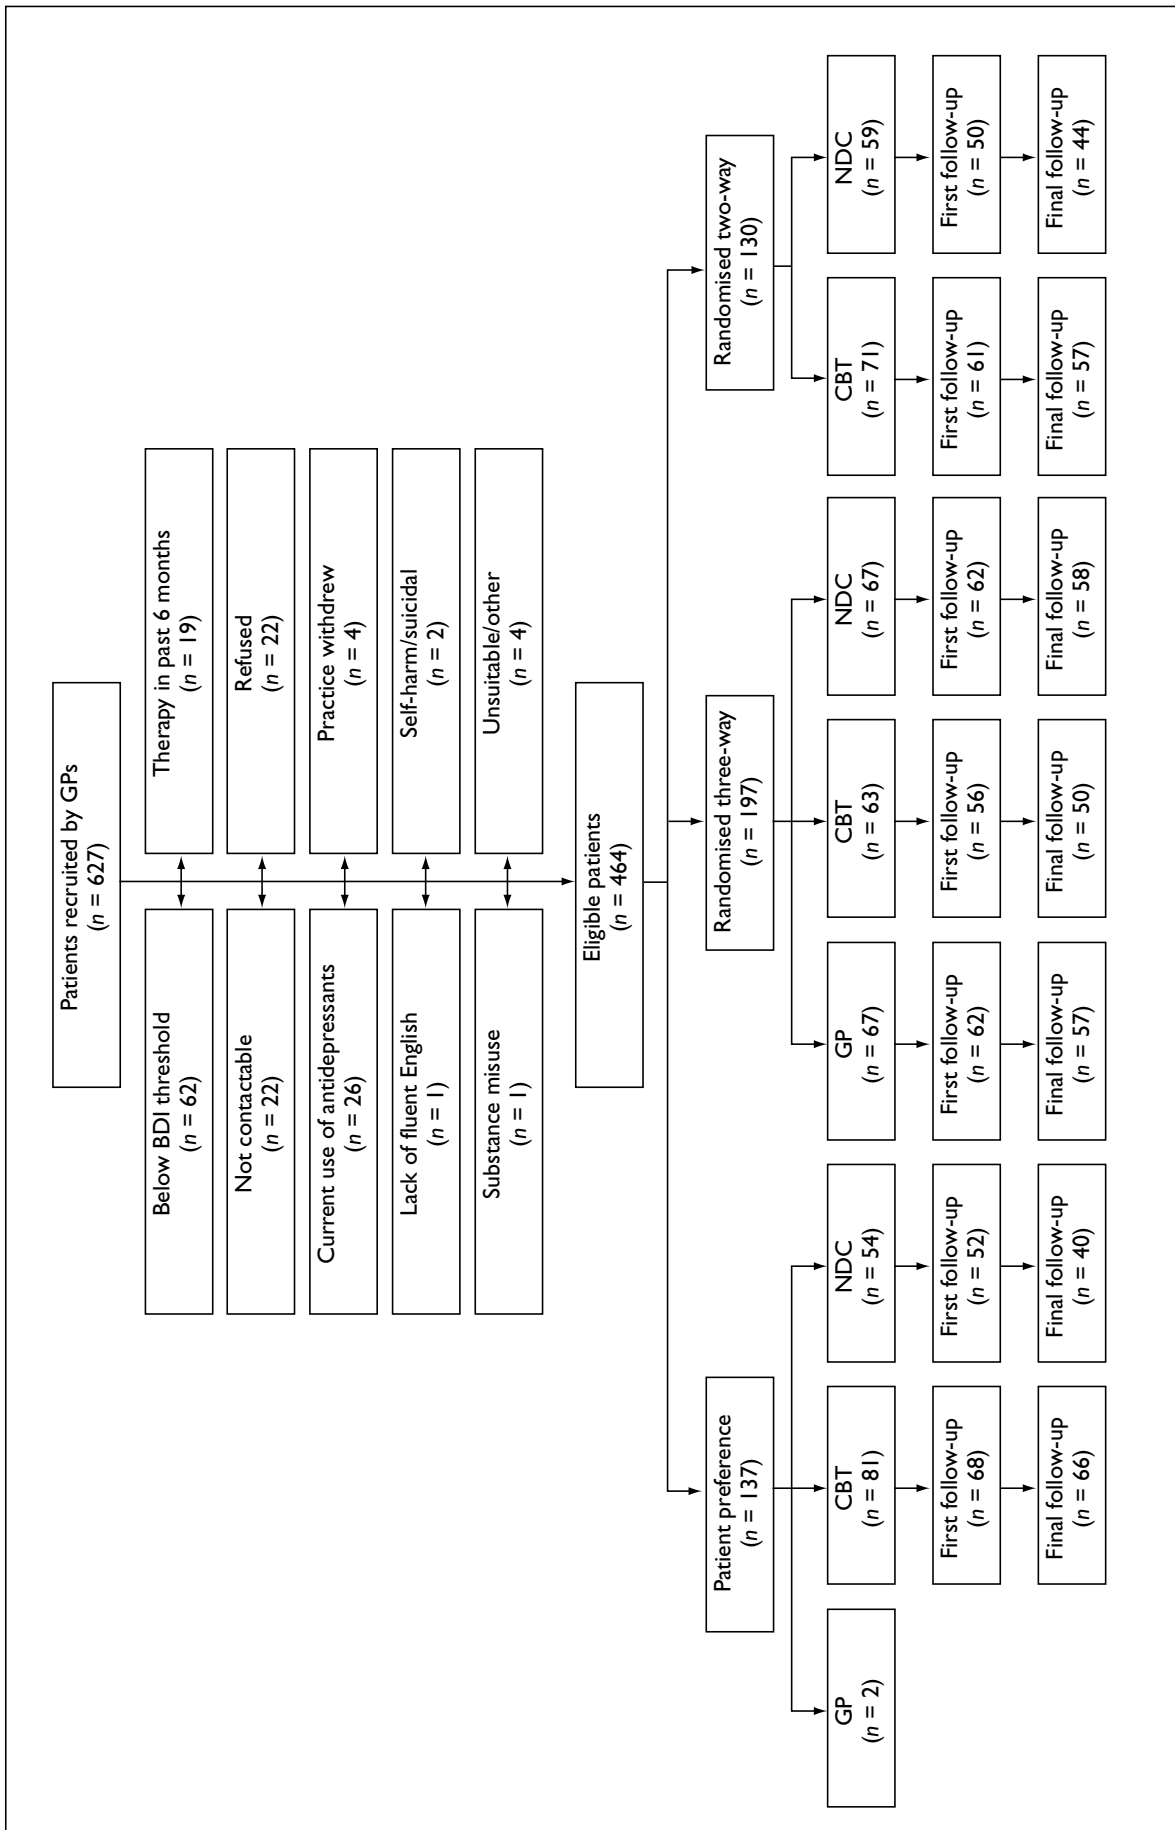 Patients recruited by GPs
(n = 627)
Below BDI threshold
(n = 62)
Therapy in past 6 months
(n = 19)
Not contactable
(n = 22)
Refused
(n = 22)
Current use of antidepressants
(n = 26)
Practice withdrew
(n = 4)
Lack of fluent English
(n = 1)
Self-harm/suicidal
(n = 2)
Substance misuse
(n = 1)
Unsuitable/other
(n = 4)
Eligible patients
(n = 464)
Patient preference
(n = 137)
Randomised three-way
(n = 197)
Randomised two-way
(n = 130)
GP
(n = 2)
CBT
(n = 81)
NDC
(n = 54)
GP
(n = 67)
CBT
(n = 63)
NDC
(n = 67)
CBT
(n = 71)
NDC
(n = 59)
First follow-up
(n = 68)
First follow-up
(n = 52)
First follow-up
(n = 62)
First follow-up
(n = 56)
First follow-up
(n = 62)
First follow-up
(n = 61)
First follow-up
(n = 50)
Final follow-up
(n = 66)
Final follow-up
(n = 40)
Final follow-up
(n = 57)
Final follow-up
(n = 50)
Final follow-up
(n = 58)
Final follow-up
(n = 57)
Final follow-up
(n = 44)